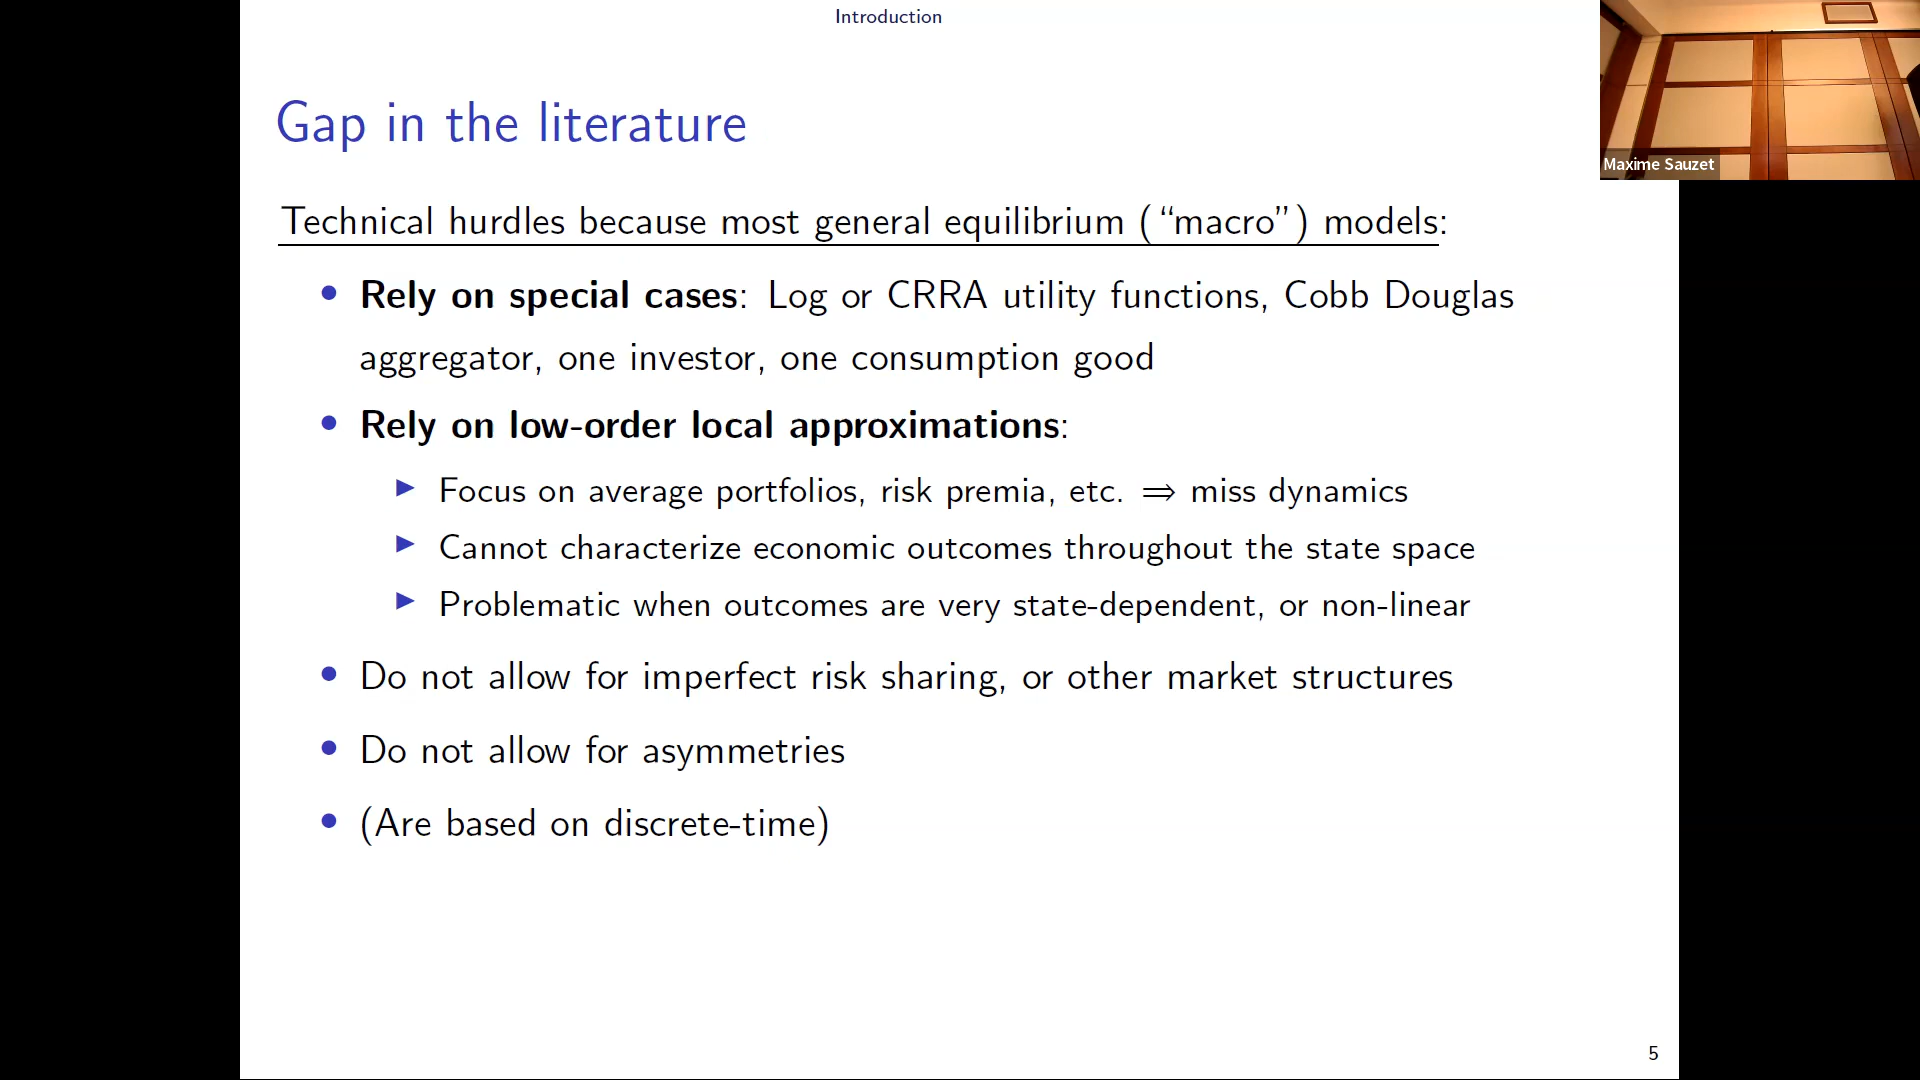 Introduction
Gap in the literature
Maxime Sauzet
Technical hurdles because most general equilibrium (“macro”) models:
• Rely on special cases: Log or CRRA utility functions, Cobb Douglas
aggregator, one investor, one consumption good
• Rely on low-order local approximations:
▶ Focus on average portfolios, risk premia, etc. ⇒ miss dynamics
▶ Cannot characterize economic outcomes throughout the state space
▶ Problematic when outcomes are very state-dependent, or non-linear
• Do not allow for imperfect risk sharing, or other market structures
• Do not allow for asymmetries
• (Are based on discrete-time)
5